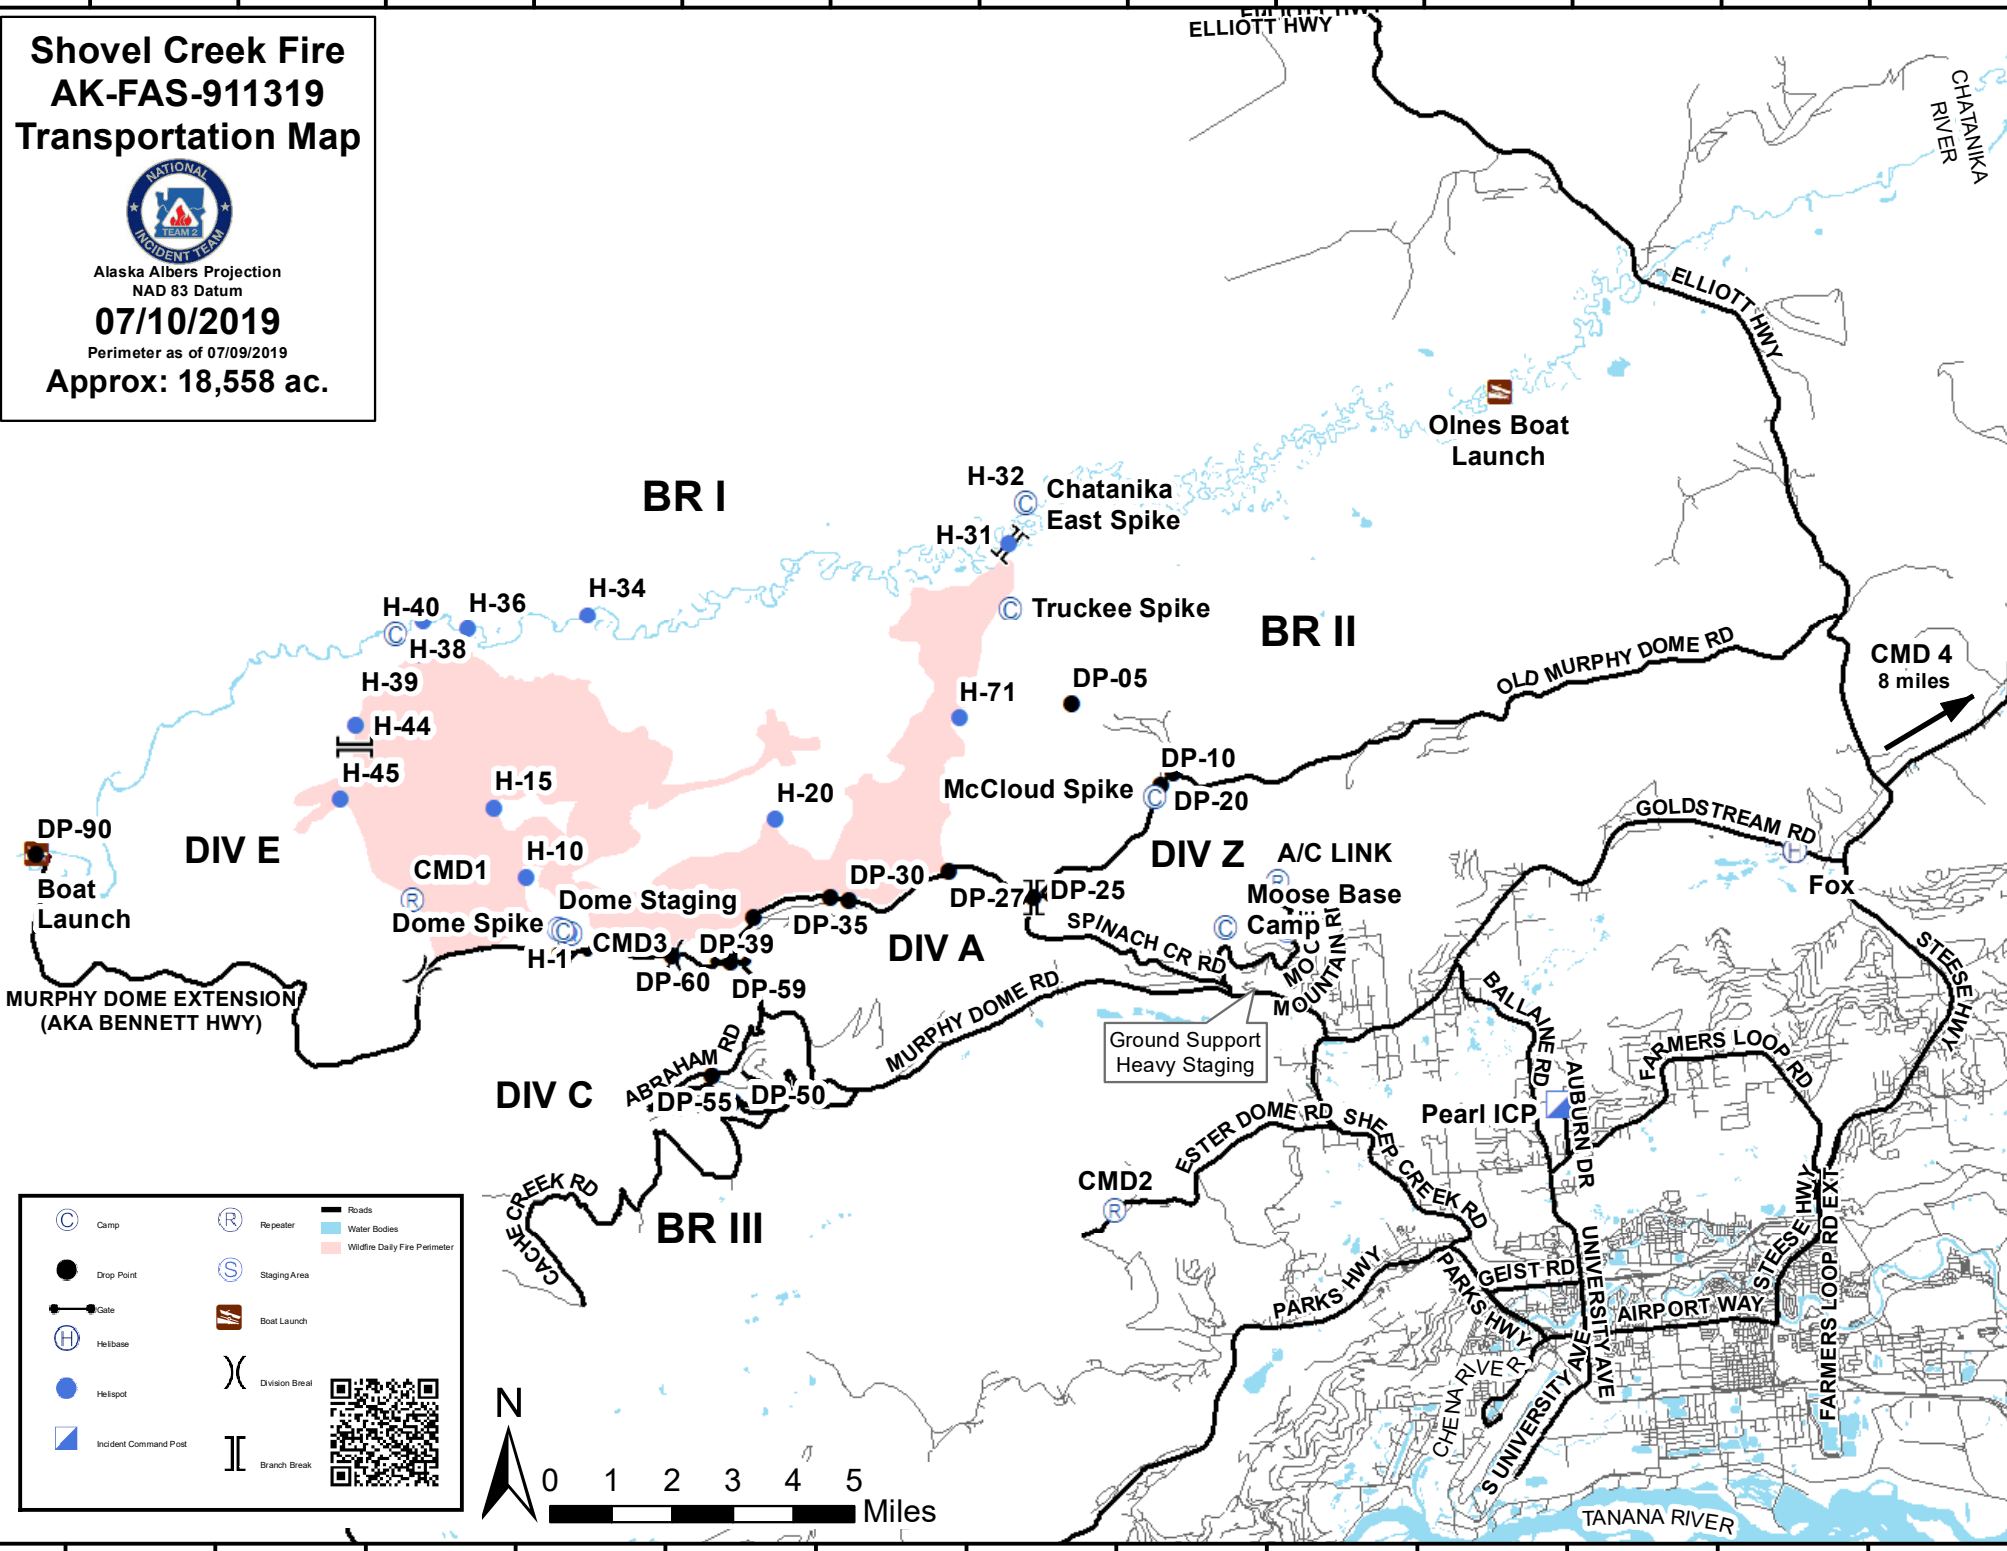 Shovel Creek Fire
AK-FAS-911319
Transportation Map
NATIONAL
INCIDENT TEAM
TEAM 2
Alaska Albers Projection
NAD 83 Datum
07/10/2019
Perimeter as of 07/09/2019
Approx: 18,558 ac.
ELLIOTT HWY
ELLIOTT HWY
CHATANIKA
RIVER
ELLIOTT HWY
Olnes Boat
Launch
BR I
H-32
Chatanika
East Spike
H-31
H-34
H-40
H-36
H-38
Truckee Spike
BR II
OLD MURPHY DOME RD
CMD 4
8 miles
H-39
H-44
H-71
DP-05
H-45
H-15
H-20
McCloud Spike
DP-10
DP-20
GOLDSTREAM RD
DP-90
Boat
Launch
DIV E
CMD1
H-10
DIV Z
A/C LINK
Moose Base
Camp
Fox
Dome Staging
Dome Spike
DP-30
DP-27
DP-25
DP-35
H-1
CMD3
DP-39
DIV A
SPINACH CR RD
MOUNTAIN
STEESE HWY
DP-60
DP-59
MURPHY DOME EXTENSION
(AKA BENNETT HWY)
MURPHY DOME RD
BALLAINE RD
Ground Support
Heavy Staging
FARMERS LOOP RD
ABRAHAM RD
DIV C
DP-55
DP-50
AUBURN DR
Pearl ICP
ESTER DOME RD
SHEEP CREEK RD
CMD2
CACHE CREEK RD
BR III
STEESE HWY
FARMERS LOOP RD EXT
PARKS HWY
PARKS HWY
GEIST RD
UNIVERSITY AVE
AIRPORT WAY
CHENA RIVER
S UNIVERSITY AVE
TANANA RIVER
C
Camp
R
Repeater
Roads
Water Bodies
Wildfire Daily Fire Perimeter
Drop Point
S
Staging Area
Gate
Boat Launch
H
Helibase
Helispot
Division Break
Incident Command Post
Branch Break
N
0 1 2 3 4 5
Miles